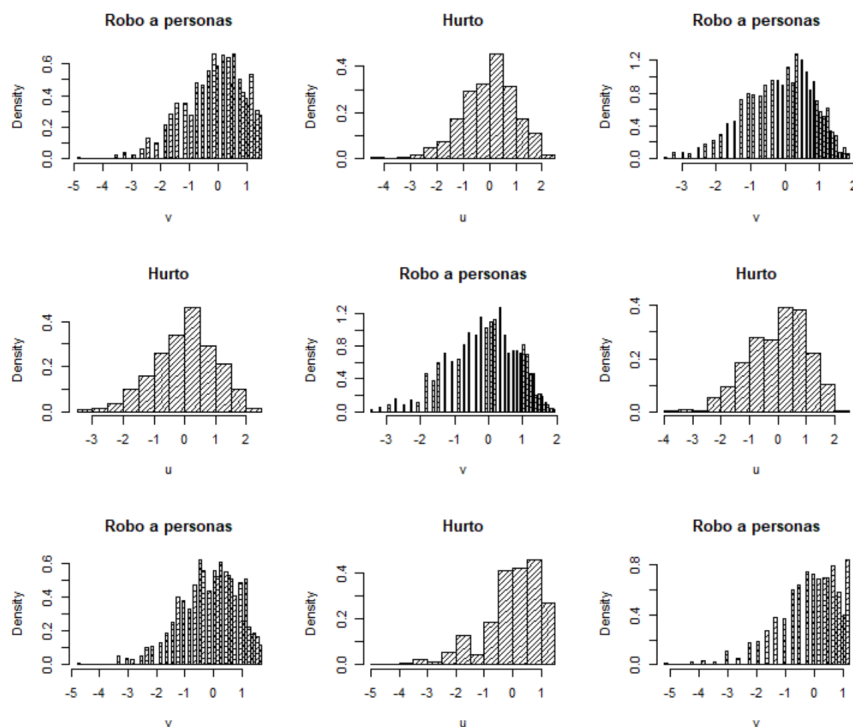 Robo a personas
Hurto
Robo a personas
Density
0.0 0.2 0.4 0.6
-5 -4 -3 -2 -1 0 1
v
Density
0.0 0.2 0.4
-4 -3 -2 -1 0 1 2
u
Density
0.0 0.4 0.8 1.2
-3 -2 -1 0 1 2
v
Hurto
Robo a personas
Hurto
Density
0.0 0.2 0.4
-3 -2 -1 0 1 2
u
Density
0.0 0.4 0.8 1.2
-3 -2 -1 0 1 2
v
Density
0.0 0.2 0.4
-4 -3 -2 -1 0 1 2
u
Robo a personas
Hurto
Robo a personas
Density
0.0 0.2 0.4 0.6
-5 -4 -3 -2 -1 0 1
v
Density
0.0 0.2 0.4
-5 -4 -3 -2 -1 0 1
u
Density
0.0 0.4 0.8
-5 -4 -3 -2 -1 0 1
v